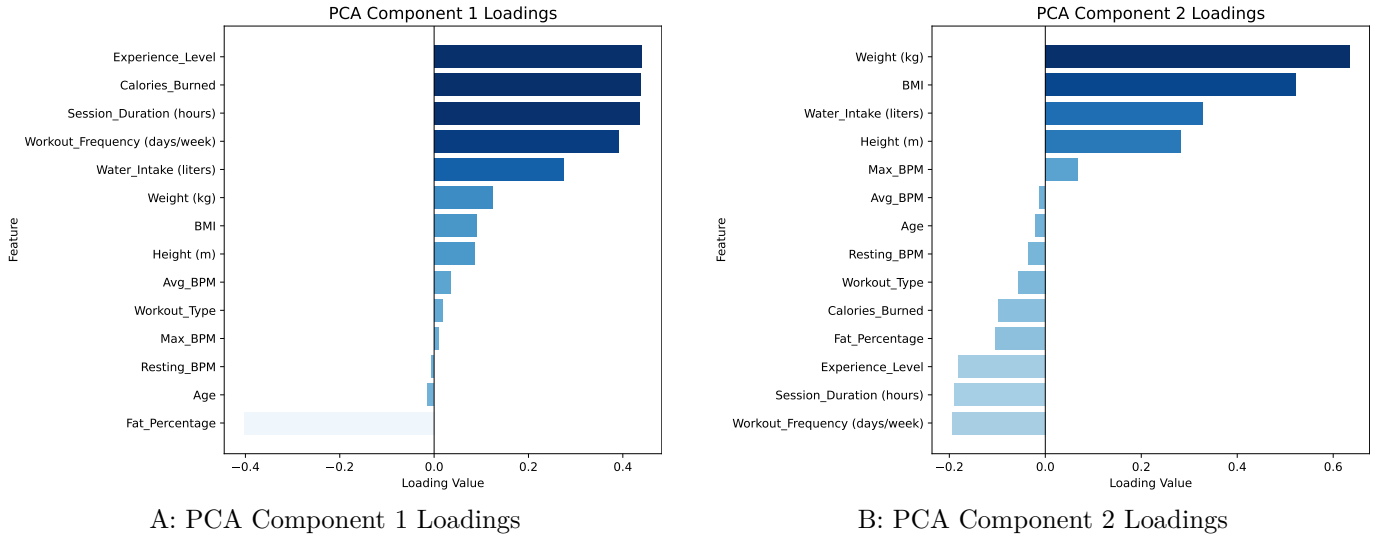 PCA Component 1 Loadings
Feature
Experience_Level
Calories_Burned
Session_Duration (hours)
Workout_Frequency (days/week)
Water_Intake (liters)
Weight (kg)
BMI
Height (m)
Avg_BPM
Workout_Type
Max_BPM
Resting_BPM
Age
Fat_Percentage
−0.4 −0.2 0.0 0.2 0.4
Loading Value
A: PCA Component 1 Loadings
PCA Component 2 Loadings
Feature
Weight (kg)
BMI
Water_Intake (liters)
Height (m)
Max_BPM
Avg_BPM
Age
Resting_BPM
Workout_Type
Calories_Burned
Fat_Percentage
Experience_Level
Session_Duration (hours)
Workout_Frequency (days/week)
−0.2 0.0 0.2 0.4 0.6
Loading Value
B: PCA Component 2 Loadings